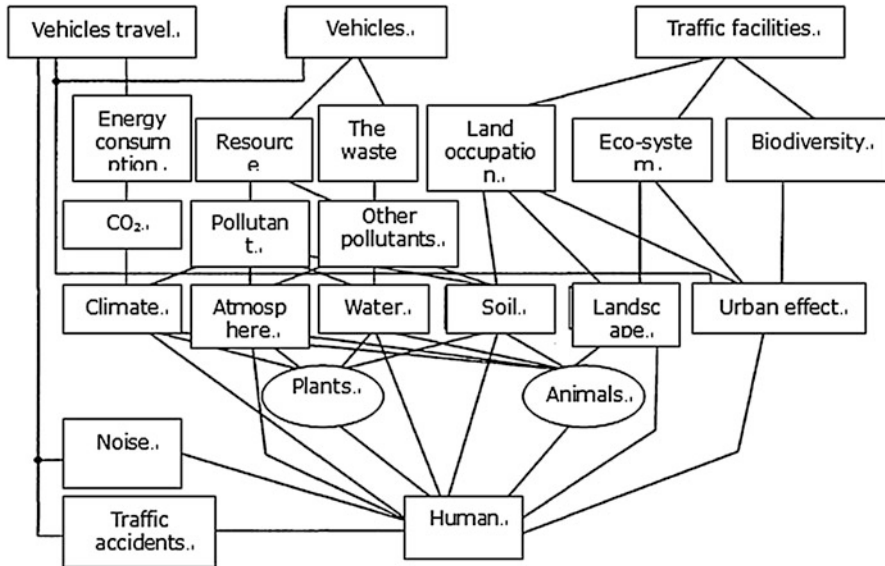 Vehicles travel.
Vehicles.
Traffic facilities.
Energy
consum
ption.
Resourc
e
The
waste
Land
occupatio
n.
Eco-syste
m.
Biodiversity.
CO₂.
Pollutan
t.
Other
pollutants.
Climate.
Atmosp
here.
Water.
Soil.
Landsc
ape.
Urban effect.
Plants.
Animals.
Noise.
Human.
Traffic
accidents.